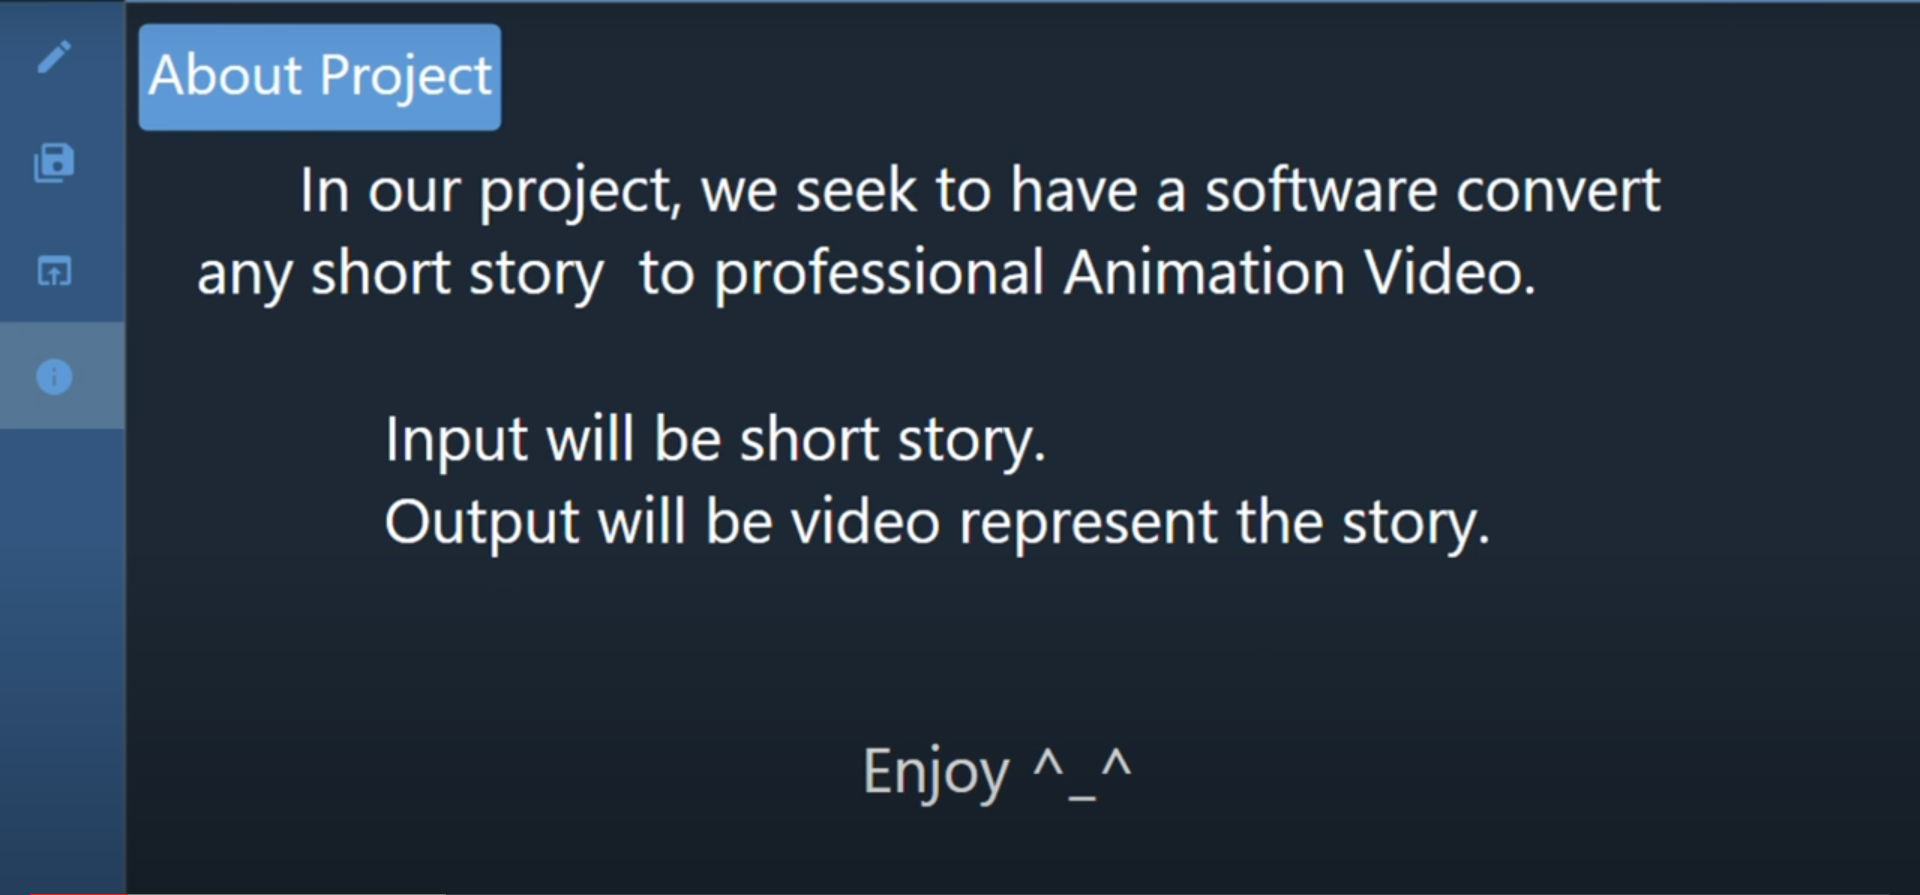 About Project
In our project, we seek to have a software convert
any short story  to professional Animation Video.
Input will be short story.
Output will be video represent the story.
Enjoy ^_^